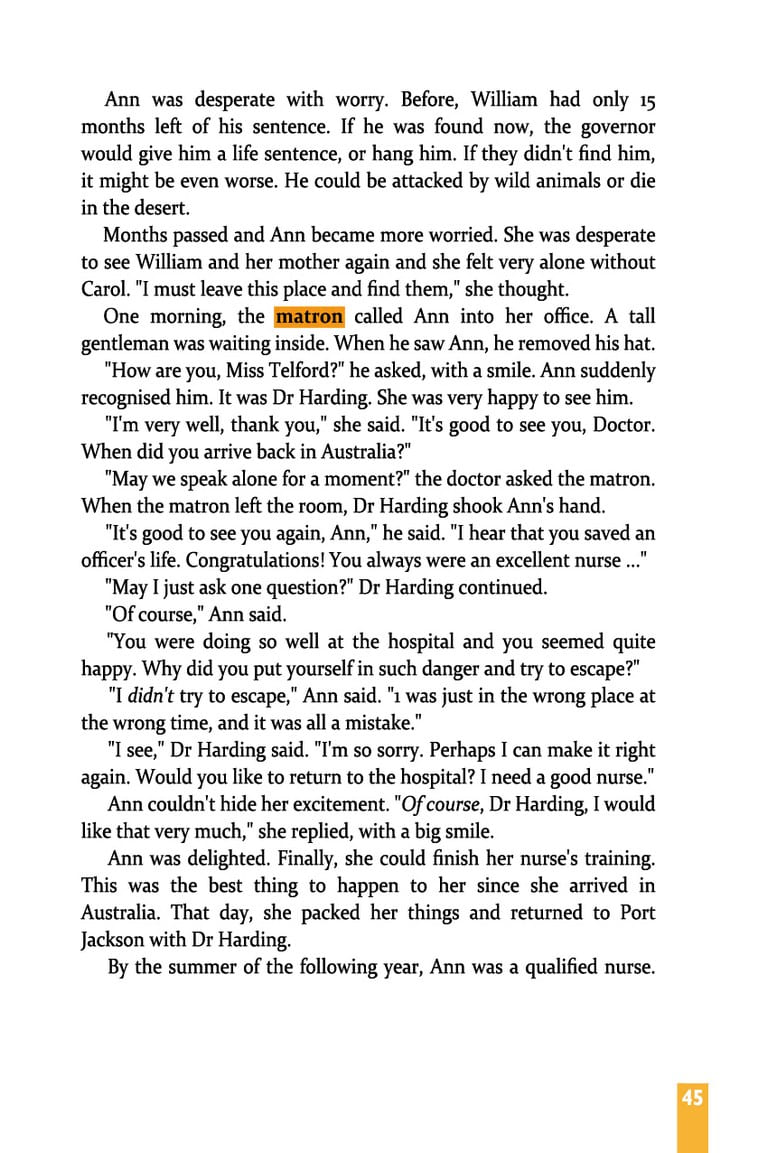 Ann was desperate with worry. Before, William had only 15
months left of his sentence. If he was found now, the governor
would give him a life sentence, or hang him. If they didn't find him,
it might be even worse. He could be attacked by wild animals or die
in the desert.
Months passed and Ann became more worried. She was desperate
to see William and her mother again and she felt very alone without
Carol. "I must leave this place and find them," she thought.
One morning, the matron called Ann into her office. A tall
gentleman was waiting inside. When he saw Ann, he removed his hat.
"How are you, Miss Telford?" he asked, with a smile. Ann suddenly
recognised him. It was Dr Harding. She was very happy to see him.
"I'm very well, thank you," she said. "It's good to see you, Doctor.
When did you arrive back in Australia?"
"May we speak alone for a moment?" the doctor asked the matron.
When the matron left the room, Dr Harding shook Ann's hand.
"It's good to see you again, Ann," he said. "I hear that you saved an
officer's life. Congratulations! You always were an excellent nurse ..."
"May I just ask one question?" Dr Harding continued.
"Of course," Ann said.
"You were doing so well at the hospital and you seemed quite
happy. Why did you put yourself in such danger and try to escape?"
"I didn't try to escape," Ann said. "1 was just in the wrong place at
the wrong time, and it was all a mistake."
"I see," Dr Harding said. "I'm so sorry. Perhaps I can make it right
again. Would you like to return to the hospital? I need a good nurse."
Ann couldn't hide her excitement. "Of course, Dr Harding, I would
like that very much," she replied, with a big smile.
Ann was delighted. Finally, she could finish her nurse's training.
This was the best thing to happen to her since she arrived in
Australia. That day, she packed her things and returned to Port
Jackson with Dr Harding.
By the summer of the following year, Ann was a qualified nurse.
45